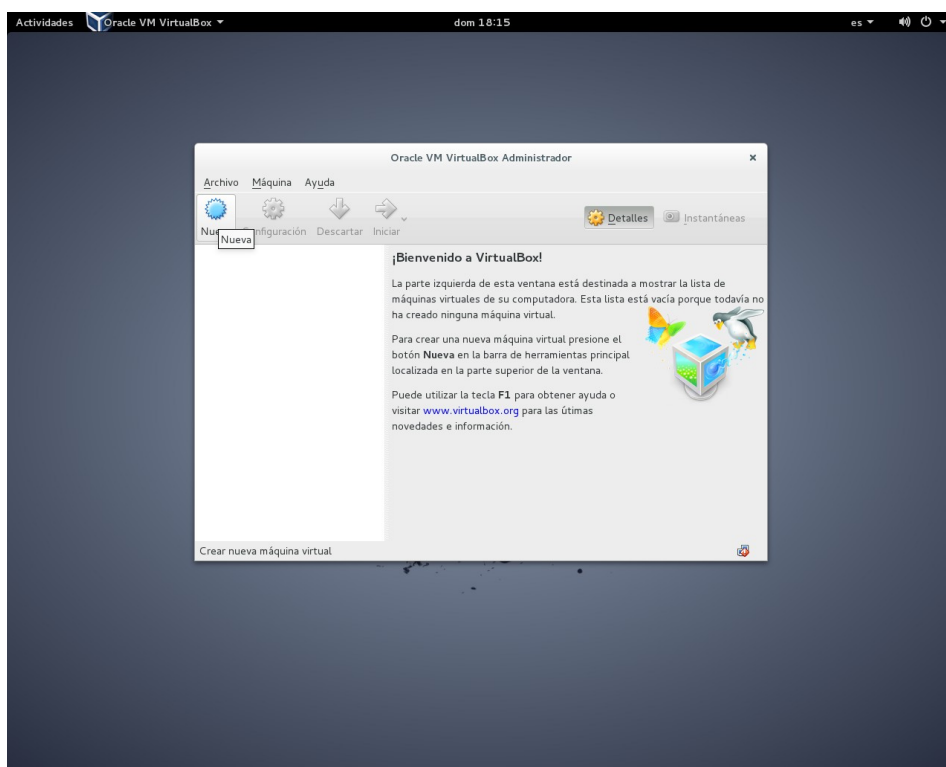 Actividades Oracle VM VirtualBox dom 18:15 es
Oracle VM VirtualBox Administrador
Archivo Máquina Ayuda
Detalles Instantáneas
Descartar Iniciar
Nueva
¡Bienvenido a VirtualBox!
La parte izquierda de esta ventana está destinada a mostrar la lista de
máquinas virtuales de su computadora. Esta lista está vacía porque todavía no
ha creado ninguna máquina virtual.
Para crear una nueva máquina virtual presione el
botón Nueva en la barra de herramientas principal
localizada en la parte superior de la ventana.
Puede utilizar la tecla F1 para obtener ayuda o
visitar www.virtualbox.org para las útimas
novedades e información.
Crear nueva máquina virtual